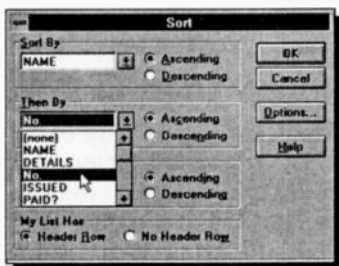 Sort
Sort By
NAME
Ascending
Descending
OK
Cancel
Options...
Help
Then By
No.
Ascending
Descending
(none)
NAME
DETAILS
No.
ISSUED
PAID?
Ascending
Descending
My List Has
Header Row
No Header Row